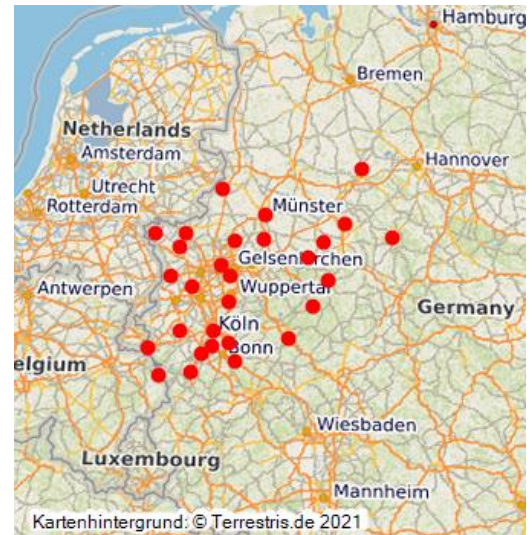 Hamburg
Bremen
Netherlands
Amsterdam
Hannover
Utrecht
Rotterdam
Münster
Gelsenkirchen
Antwerpen
Wuppertal
Germany
Köln
elgium
Bonn
Wiesbaden
Luxembourg
Mannheim
Kartenhintergrund: © Terrestris.de 2021